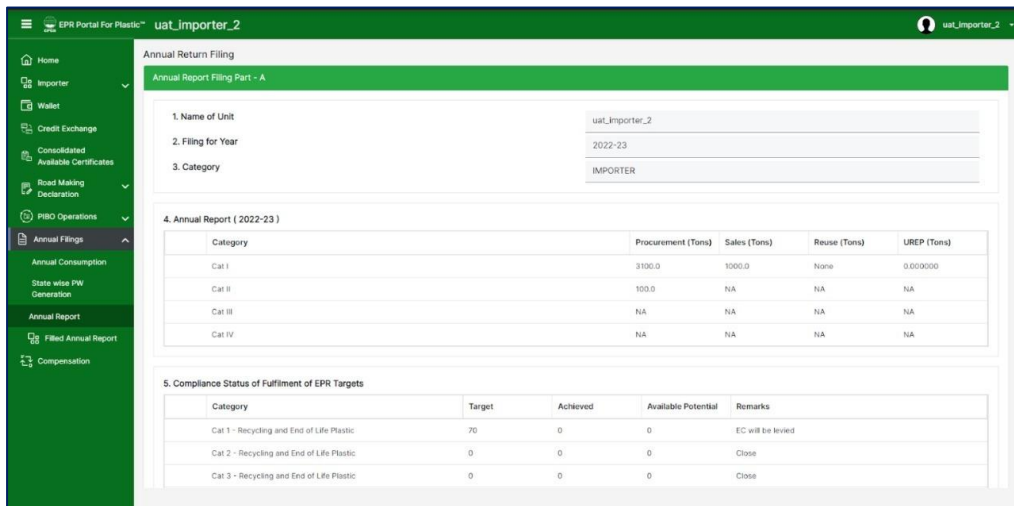 EPR Portal For Plastic™ uat_importer_2 uat_importer_2
Home
Importer
Wallet
Credit Exchange
Consolidated
Available Certificates
Road Making
Declaration
PIBO Operations
Annual Filings
Annual Consumption
State wise PW
Generation
Annual Report
Filled Annual Report
Compensation
Annual Return Filing
Annual Report Filing Part - A
1. Name of Unit uat_importer_2
2. Filing for Year 2022-23
3. Category IMPORTER
4. Annual Report ( 2022-23 )
Category Procurement (Tons) Sales (Tons) Reuse (Tons) UREP (Tons)
Cat I 3100.0 1000.0 None 0.000000
Cat II 100.0 NA NA NA
Cat III NA NA NA NA
Cat IV NA NA NA NA
5. Compliance Status of Fulfilment of EPR Targets
Category Target Achieved Available Potential Remarks
Cat 1 - Recycling and End of Life Plastic 70 0 0 EC will be levied
Cat 2 - Recycling and End of Life Plastic 0 0 0 Close
Cat 3 - Recycling and End of Life Plastic 0 0 0 Close